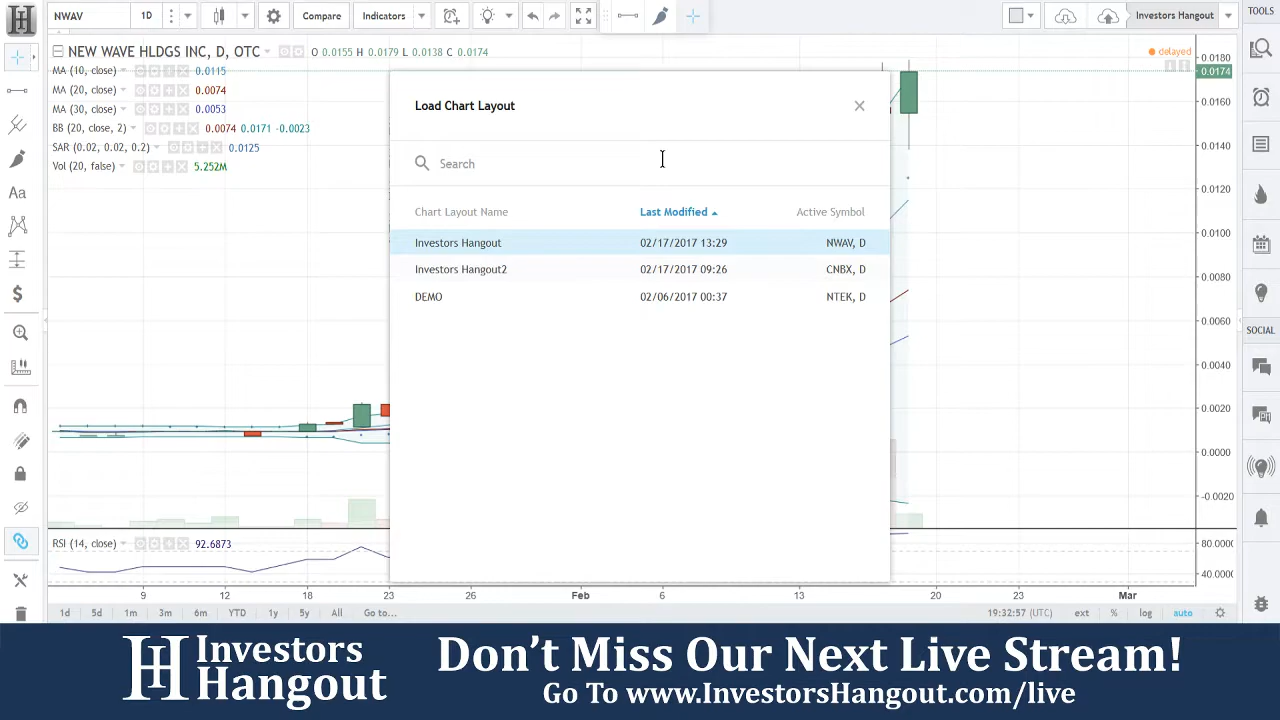 NWAV 1D Compare Indicators Investors Hangout
TOOLS
NEW WAVE HLDGS INC, D, OTC O 0.0155 H 0.0179 L 0.0138 C 0.0174
delayed
MA (10, close) 0.0115
MA (20, close) 0.0074
MA (30, close) 0.0053
BB (20, close, 2) 0.0074 0.0171 -0.0023
SAR (0.02, 0.02, 0.2) 0.0125
Vol (20, false) 5.252M
Load Chart Layout
Search
Chart Layout Name Last Modified Active Symbol
Investors Hangout 02/17/2017 13:29 NWAV, D
Investors Hangout2 02/17/2017 09:26 CNBX, D
DEMO 02/06/2017 00:37 NTEK, D
0.0180
0.0174
0.0160
0.0140
0.0120
0.0100
0.0080
0.0060
0.0040
0.0020
0.0000
-0.0020
SOCIAL
RSI (14, close) 92.6873
80.0000
40.0000
9 12 18 23 26 Feb 6 13 20 23 Mar
1d 5d 1m 3m 6m YTD 1y 5y All Go to... 19:32:57 (UTC) ext % log auto
Investors
Hangout
Don't Miss Our Next Live Stream!
Go To www.InvestorsHangout.com/live